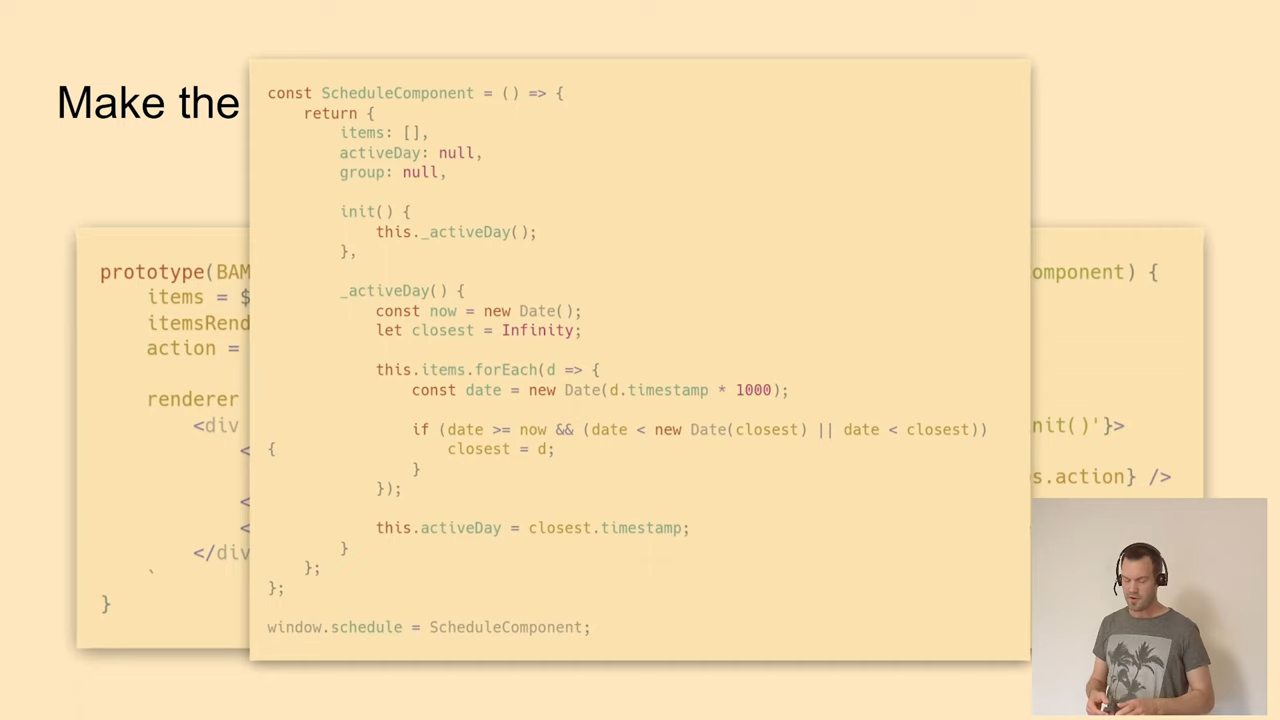 Make the
const ScheduleComponent = () => {
return {
items: [],
activeDay: null,
group: null,
init() {
this._activeDay();
},
_activeDay() {
const now = new Date();
let closest = Infinity;
this.items.forEach(d => {
const date = new Date(d.timestamp * 1000);
if (date >= now && (date < new Date(closest) || date < closest))
{
closest = d;
}
});
this.activeDay = closest.timestamp;
}
};
};
window.schedule = ScheduleComponent;
prototype(BAM
items = $
itemsRend
action =
renderer
<div
<
<
<
</div
`
}
omponent) {
nit()'}>
s.action} />